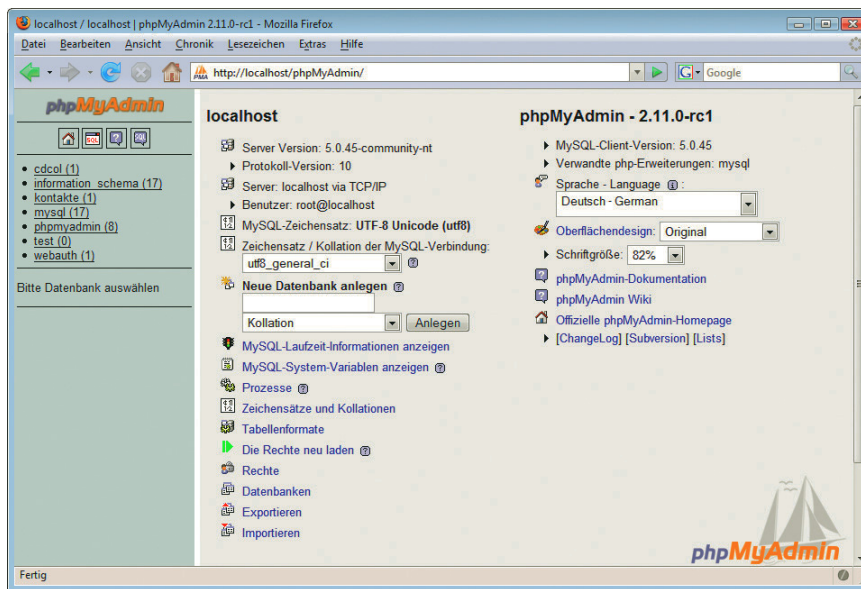 localhost / localhost | phpMyAdmin 2.11.0-rc1 - Mozilla Firefox
Datei Bearbeiten Ansicht Chronik Lesezeichen Extras Hilfe
http://localhost/phpMyAdmin/
Google
phpMyAdmin
SQL
SQL
cdcol (1)
information_schema (17)
kontakte (1)
mysql (17)
phpmyadmin (8)
test (0)
webauth (1)
Bitte Datenbank auswählen
localhost
Server Version: 5.0.45-community-nt
Protokoll-Version: 10
Server: localhost via TCP/IP
Benutzer: root@localhost
MySQL-Zeichensatz: UTF-8 Unicode (utf8)
Zeichensatz / Kollation der MySQL-Verbindung:
utf8_general_ci
Neue Datenbank anlegen
Kollation Anlegen
MySQL-Laufzeit-Informationen anzeigen
MySQL-System-Variablen anzeigen
Prozesse
Zeichensätze und Kollationen
Tabellenformate
Die Rechte neu laden
Rechte
Datenbanken
Exportieren
Importieren
phpMyAdmin - 2.11.0-rc1
MySQL-Client-Version: 5.0.45
Verwandte php-Erweiterungen: mysql
Sprache - Language :
Deutsch - German
Oberflächendesign: Original
Schriftgröße: 82%
phpMyAdmin-Dokumentation
phpMyAdmin Wiki
Offizielle phpMyAdmin-Homepage
[ChangeLog] [Subversion] [Lists]
phpMyAdmin
Fertig